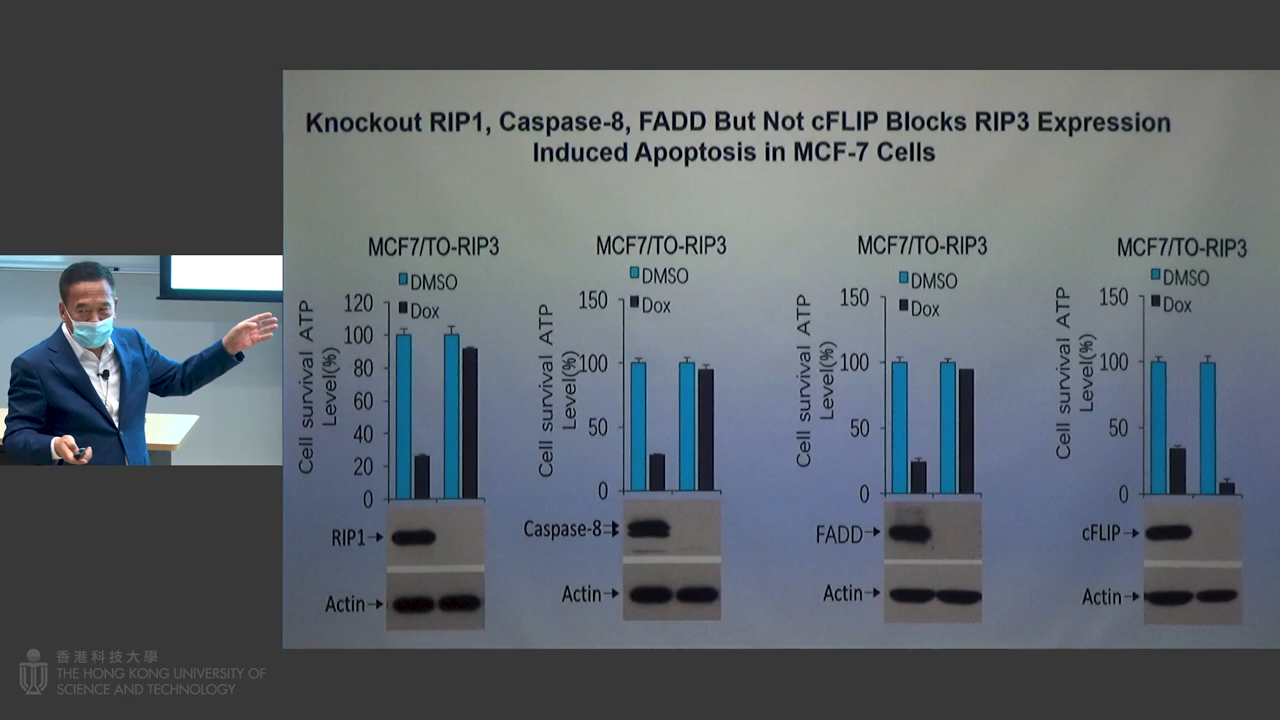 Knockout RIP1, Caspase-8, FADD But Not cFLIP Blocks RIP3 Expression
Induced Apoptosis in MCF-7 Cells
MCF7/TO-RIP3
DMSO
Dox
Cell survival ATP
Level(%)
120
100
80
60
40
20
0
RIP1
Actin
MCF7/TO-RIP3
DMSO
Dox
Cell survival ATP
Level(%)
150
100
50
0
Caspase-8
Actin
MCF7/TO-RIP3
DMSO
Dox
Cell survival ATP
Level(%)
150
100
50
0
FADD
Actin
MCF7/TO-RIP3
DMSO
Dox
Cell survival ATP
Level(%)
150
100
50
0
cFLIP
Actin
香港科技大學
THE HONG KONG UNIVERSITY OF
SCIENCE AND TECHNOLOGY